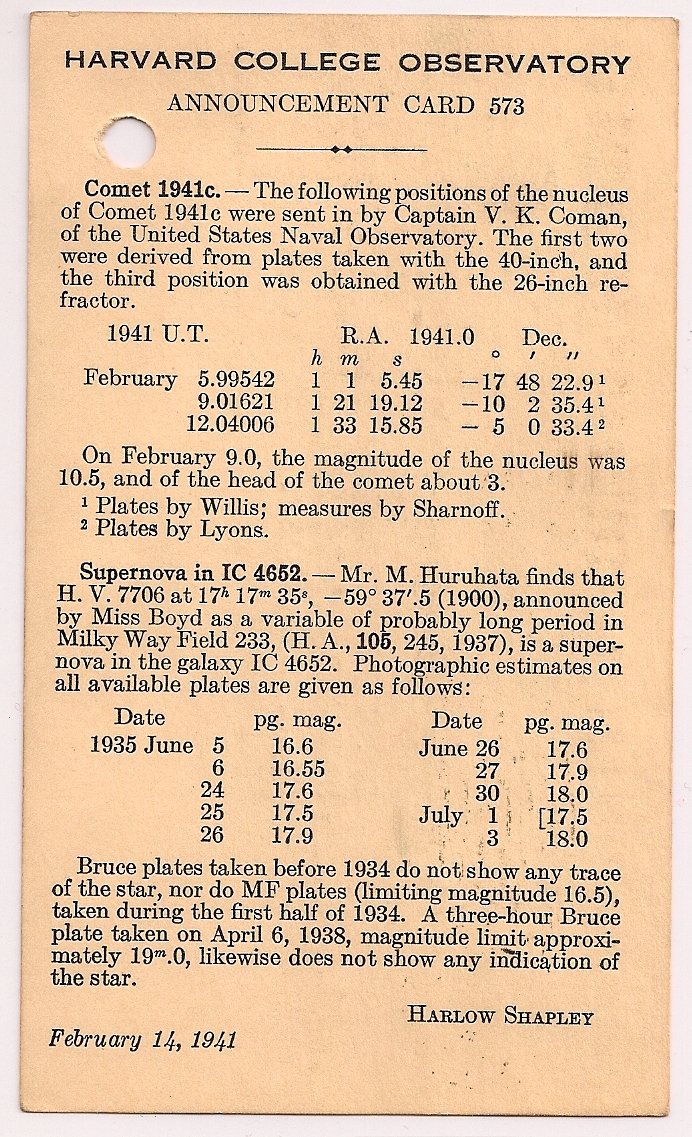 HARVARD COLLEGE OBSERVATORY
ANNOUNCEMENT CARD 573
Comet 1941c. — The following positions of the nucleus
of Comet 1941c were sent in by Captain V. K. Coman,
of the United States Naval Observatory. The first two
were derived from plates taken with the 40-inch, and
the third position was obtained with the 26-inch re-
fractor.
1941 U.T. R.A. 1941.0 Dec.
h m s ° ′ ″
February 5.99542 1 1 5.45 −17 48 22.9¹
9.01621 1 21 19.12 −10 2 35.4¹
12.04006 1 33 15.85 − 5 0 33.4²
On February 9.0, the magnitude of the nucleus was
10.5, and of the head of the comet about 3.
¹ Plates by Willis; measures by Sharnoff.
² Plates by Lyons.
Supernova in IC 4652. — Mr. M. Huruhata finds that
H. V. 7706 at 17ʰ 17ᵐ 35ˢ, −59° 37′.5 (1900), announced
by Miss Boyd as a variable of probably long period in
Milky Way Field 233, (H. A., 105, 245, 1937), is a super-
nova in the galaxy IC 4652. Photographic estimates on
all available plates are given as follows:
Date pg. mag. Date pg. mag.
1935 June 5 16.6 June 26 17.6
6 16.55 27 17.9
24 17.6 30 18.0
25 17.5 July 1 [17.5
26 17.9 3 18.0
Bruce plates taken before 1934 do not show any trace
of the star, nor do MF plates (limiting magnitude 16.5),
taken during the first half of 1934. A three-hour Bruce
plate taken on April 6, 1938, magnitude limit approxi-
mately 19ᵐ.0, likewise does not show any indication of
the star.
HARLOW SHAPLEY
February 14, 1941